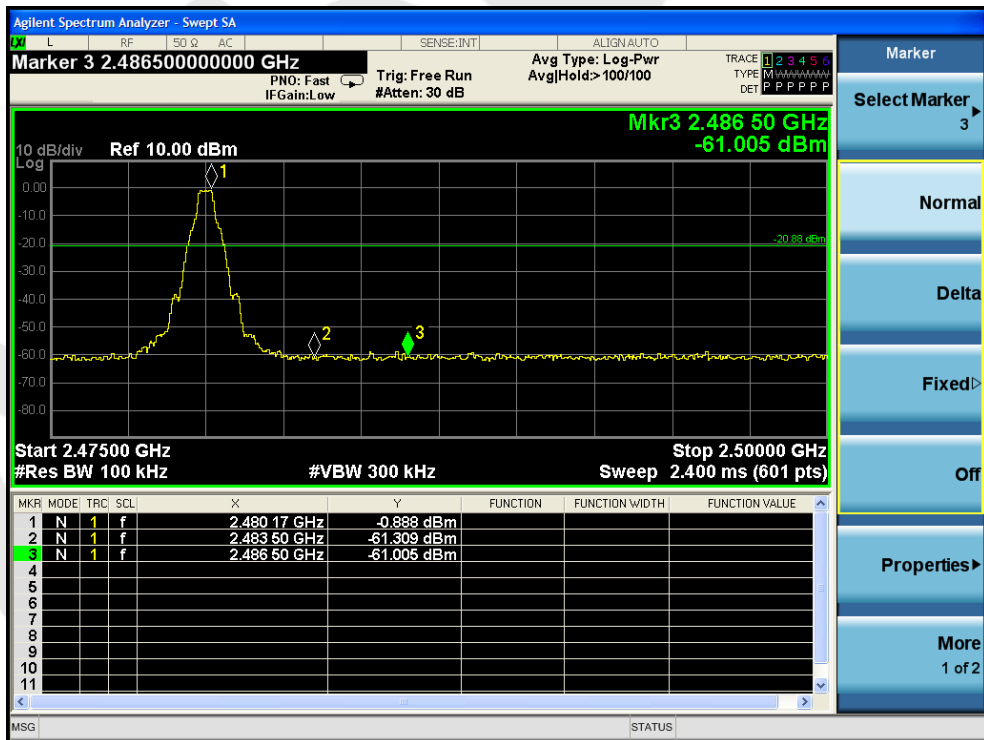 Agilent Spectrum Analyzer - Swept SA
LXI L RF 50 Ω AC SENSE:INT ALIGNAUTO
Marker 3 2.486500000000 GHz
PNO: Fast
IFGain:Low
Trig: Free Run
#Atten: 30 dB
Avg Type: Log-Pwr
Avg|Hold:>100/100
TRACE 1 2 3 4 5 6
TYPE M
DET P P P P P P
Mkr3 2.486 50 GHz
-61.005 dBm
10 dB/div Ref 10.00 dBm
Log
1
0.00
-10.0
-20.0
-20.88 dBm
-30.0
-40.0
-50.0
2
3
-60.0
-70.0
-80.0
Start 2.47500 GHz Stop 2.50000 GHz
#Res BW 100 kHz #VBW 300 kHz Sweep 2.400 ms (601 pts)
MKR MODE TRC SCL X Y FUNCTION FUNCTION WIDTH FUNCTION VALUE
1 N 1 f 2.480 17 GHz -0.888 dBm
2 N 1 f 2.483 50 GHz -61.309 dBm
3 N 1 f 2.486 50 GHz -61.005 dBm
4
5
6
7
8
9
10
11
MSG STATUS
Marker
Select Marker
3
Normal
Delta
Fixed
Off
Properties
More
1 of 2